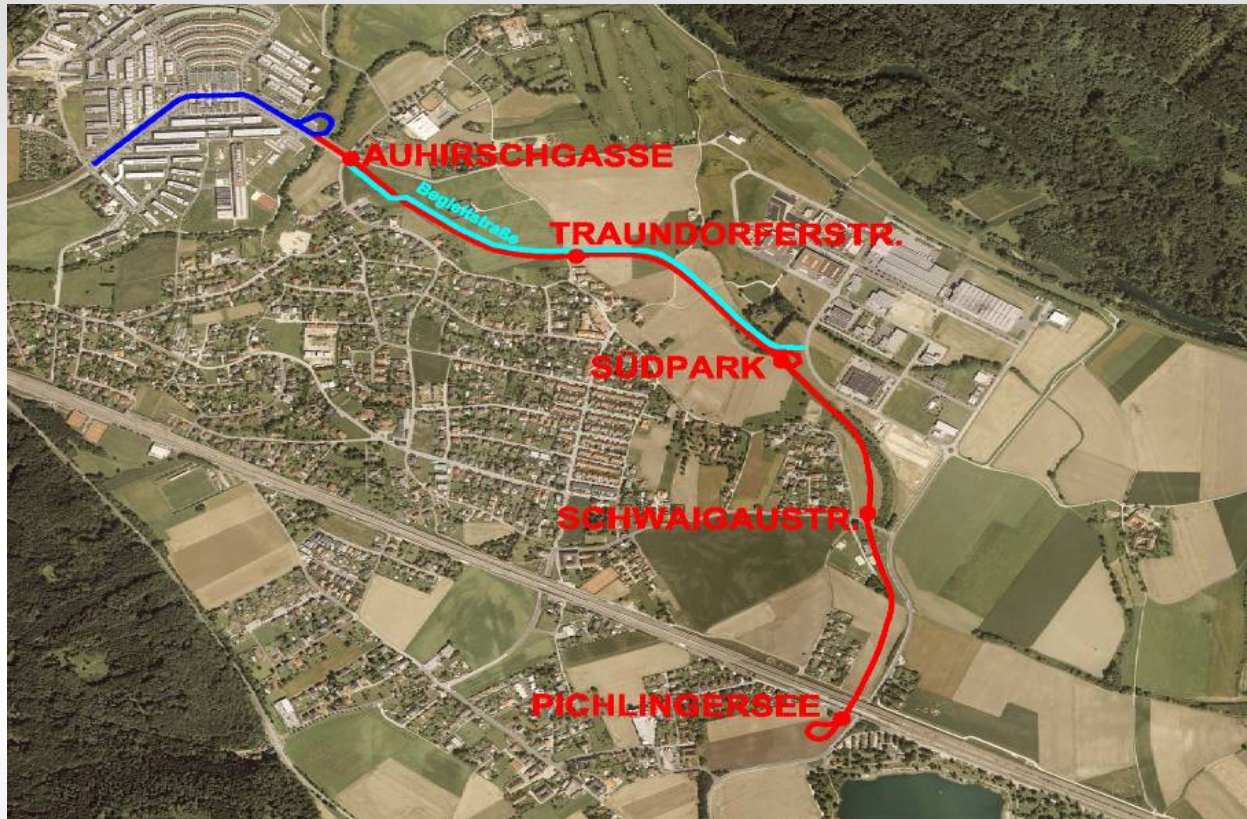 AUHIRSCHGASSE
Begleitstraße
TRAUNDORFERSTR.
SÜDPARK
SCHWAIGAUSTR.
PICHLINGERSEE